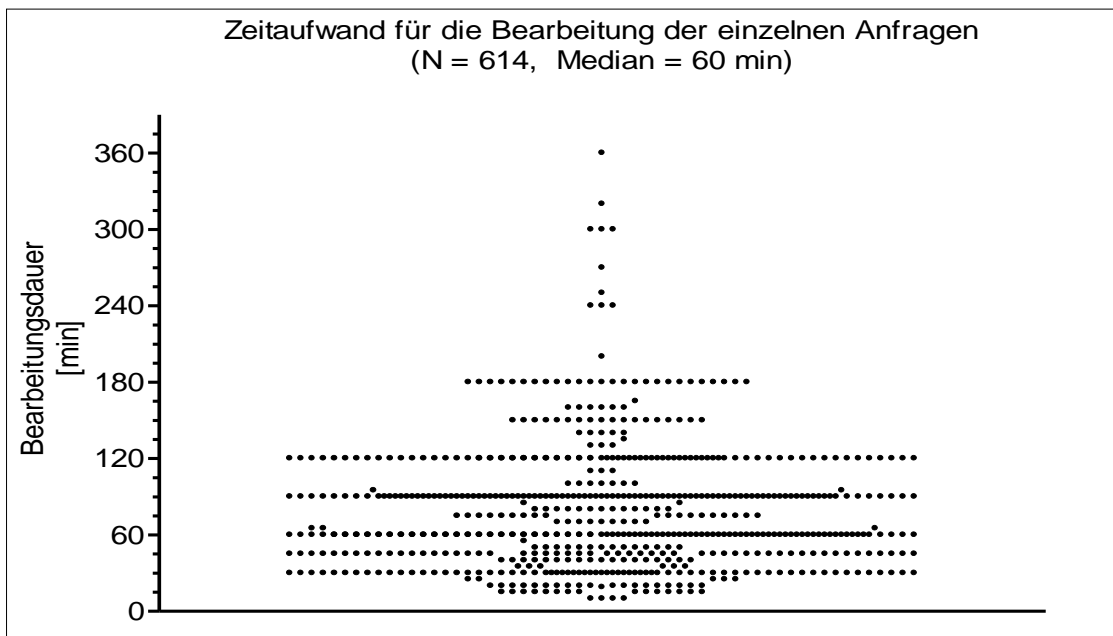 Zeitaufwand für die Bearbeitung der einzelnen Anfragen
(N = 614, Median = 60 min)
360
300
240
180
120
60
0
Bearbeitungsdauer
[min]